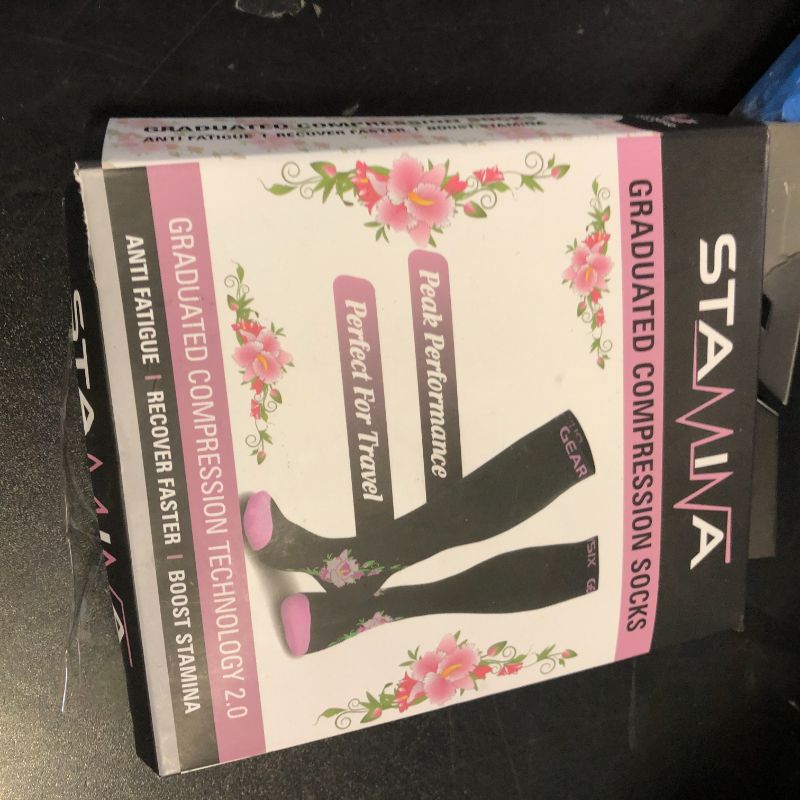 STAMINA
GRADUATED COMPRESSION SOCKS
Peak Performance
Perfect For Travel
GEAR
SIX
GRADUATED COMPRESSION TECHNOLOGY 2.0
ANTI FATIGUE | RECOVER FASTER | BOOST STAMINA
GRADUATED COMPRESSION SOCKS
ANTI FATIGUE | RECOVER FASTER | BOOST STAMINA
STAMINA